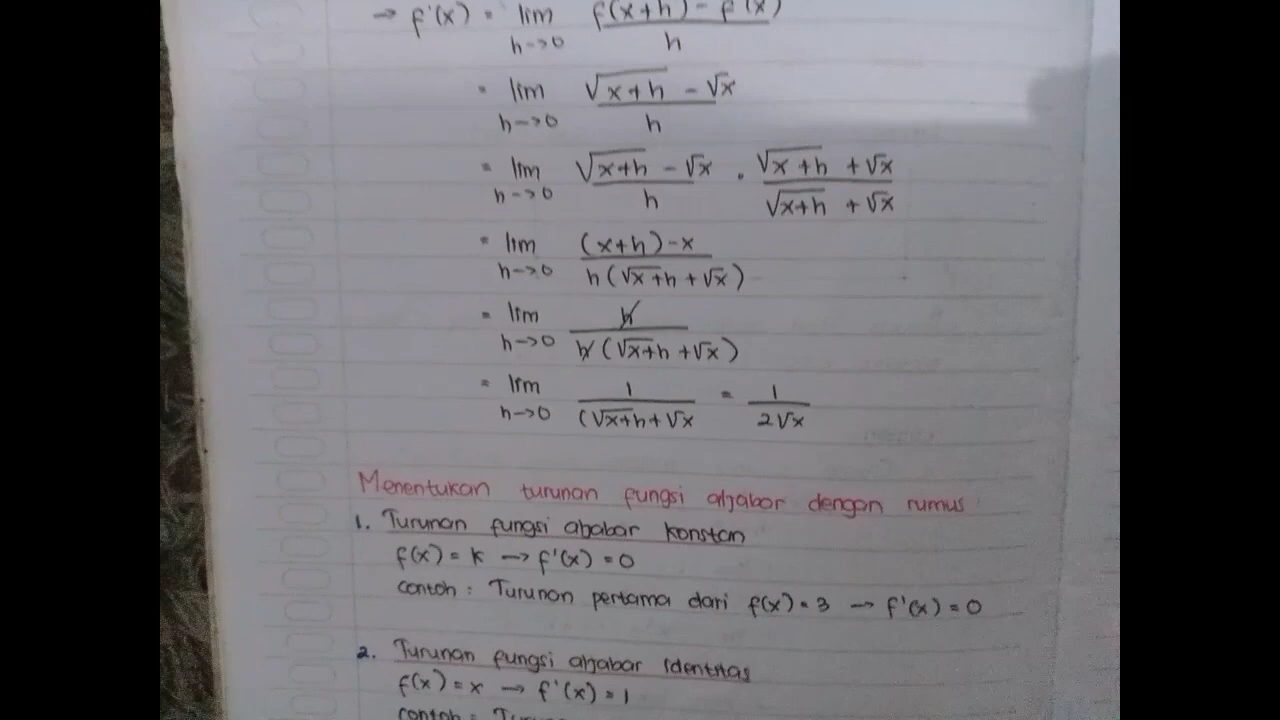 → f'(x) = lim h→0 f(x+h) - f(x) / h
= lim h→0 √(x+h) - √x / h
= lim h→0 √(x+h) - √x / h . √(x+h) + √x / √(x+h) + √x
= lim h→0 (x+h) - x / h(√x+h + √x)
= lim h→0 h / h(√x+h + √x)
= lim h→0 1 / (√x+h + √x = 1 / 2√x
Menentukan turunan fungsi aljabar dengan rumus
1. Turunan fungsi aljabar konstan
f(x) = k → f'(x) = 0
contoh : Turunan pertama dari f(x) = 3 → f'(x) = 0
2. Turunan fungsi aljabar identitas
f(x) = x → f'(x) = 1
contoh :